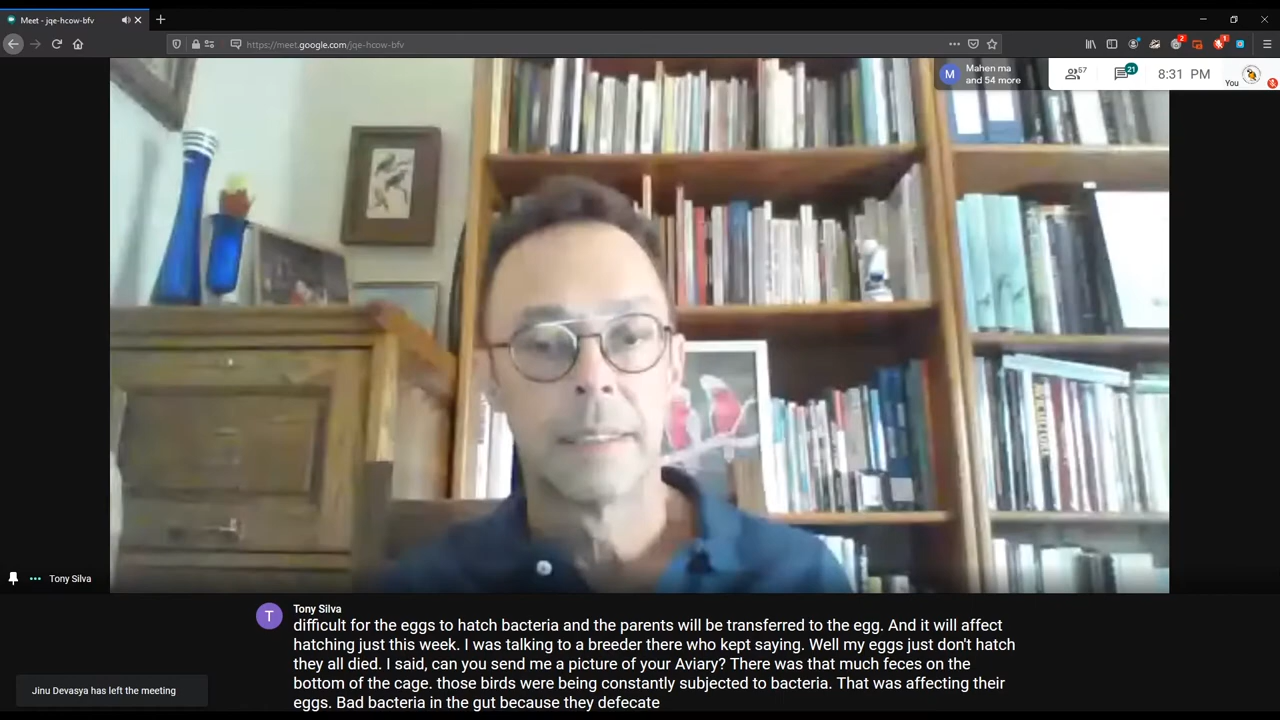 Meet - jqe-hcow-bfv
https://meet.google.com/jqe-hcow-bfv
2
1
Mahen ma
and 54 more
M
57
21
8:31 PM
You
AVICULTURE
Tony Silva
T
Tony Silva
difficult for the eggs to hatch bacteria and the parents will be transferred to the egg. And it will affect
hatching just this week. I was talking to a breeder there who kept saying. Well my eggs just don't hatch
they all died. I said, can you send me a picture of your Aviary? There was that much feces on the
bottom of the cage. those birds were being constantly subjected to bacteria. That was affecting their
eggs. Bad bacteria in the gut because they defecate
Jinu Devasya has left the meeting